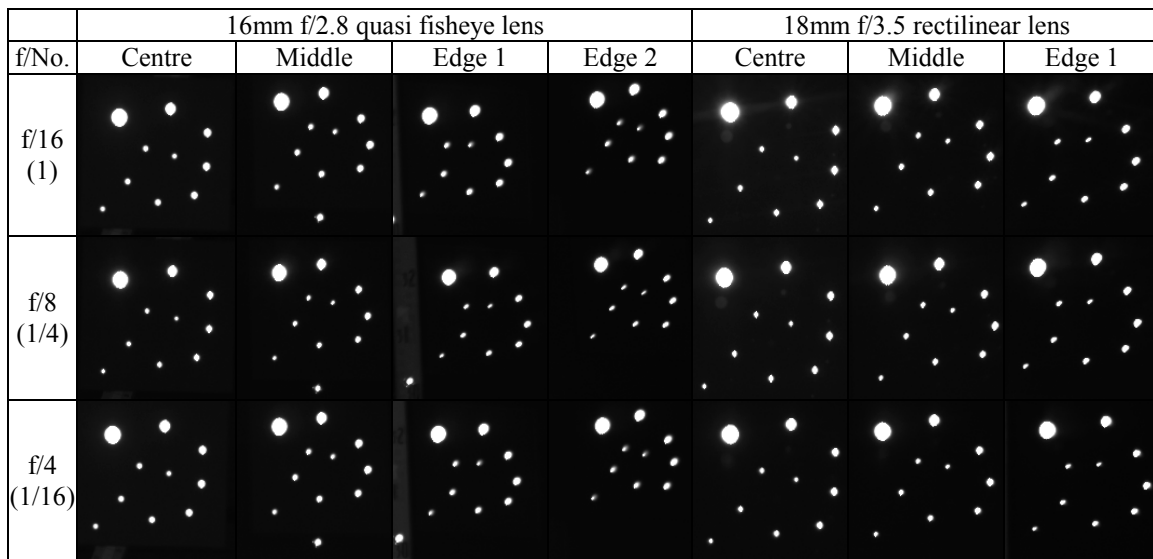 16mm f/2.8 quasi fisheye lens 18mm f/3.5 rectilinear lens
f/No. Centre Middle Edge 1 Edge 2 Centre Middle Edge 1
f/16
(1)
f/8
(1/4)
f/4
(1/16)